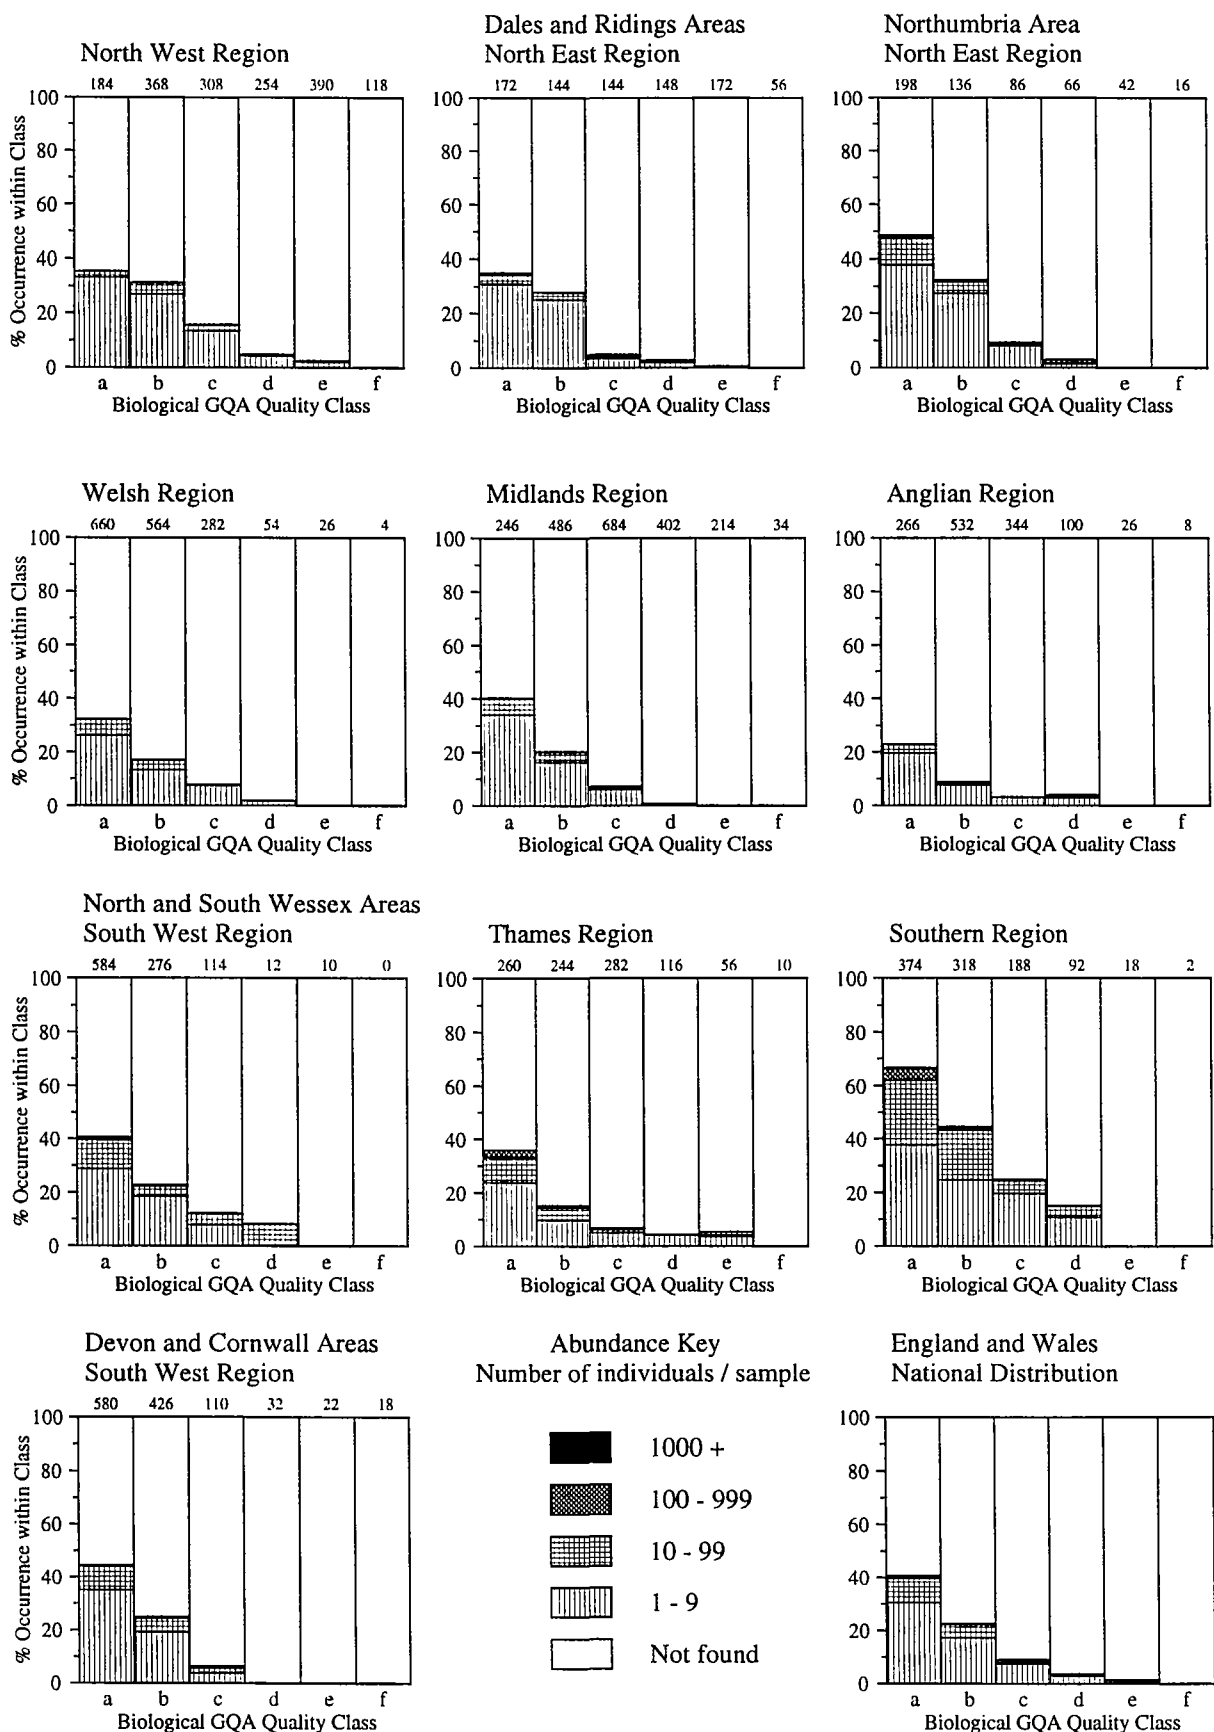 North West Region
184 368 308 254 390 118
100
80
60
40
20
0
% Occurrence within Class
a b c d e f
Biological GQA Quality Class
Dales and Ridings Areas
North East Region
172 144 144 148 172 56
100
80
60
40
20
0
a b c d e f
Biological GQA Quality Class
Northumbria Area
North East Region
198 136 86 66 42 16
100
80
60
40
20
0
a b c d e f
Biological GQA Quality Class
Welsh Region
660 564 282 54 26 4
100
80
60
40
20
0
% Occurrence within Class
a b c d e f
Biological GQA Quality Class
Midlands Region
246 486 684 402 214 34
100
80
60
40
20
0
a b c d e f
Biological GQA Quality Class
Anglian Region
266 532 344 100 26 8
100
80
60
40
20
0
a b c d e f
Biological GQA Quality Class
North and South Wessex Areas
South West Region
584 276 114 12 10 0
100
80
60
40
20
0
% Occurrence within Class
a b c d e f
Biological GQA Quality Class
Thames Region
260 244 282 116 56 10
100
80
60
40
20
0
a b c d e f
Biological GQA Quality Class
Southern Region
374 318 188 92 18 2
100
80
60
40
20
0
a b c d e f
Biological GQA Quality Class
Devon and Cornwall Areas
South West Region
580 426 110 32 22 18
100
80
60
40
20
0
% Occurrence within Class
a b c d e f
Biological GQA Quality Class
Abundance Key
Number of individuals / sample
1000 +
100 - 999
10 - 99
1 - 9
Not found
England and Wales
National Distribution
100
80
60
40
20
0
a b c d e f
Biological GQA Quality Class